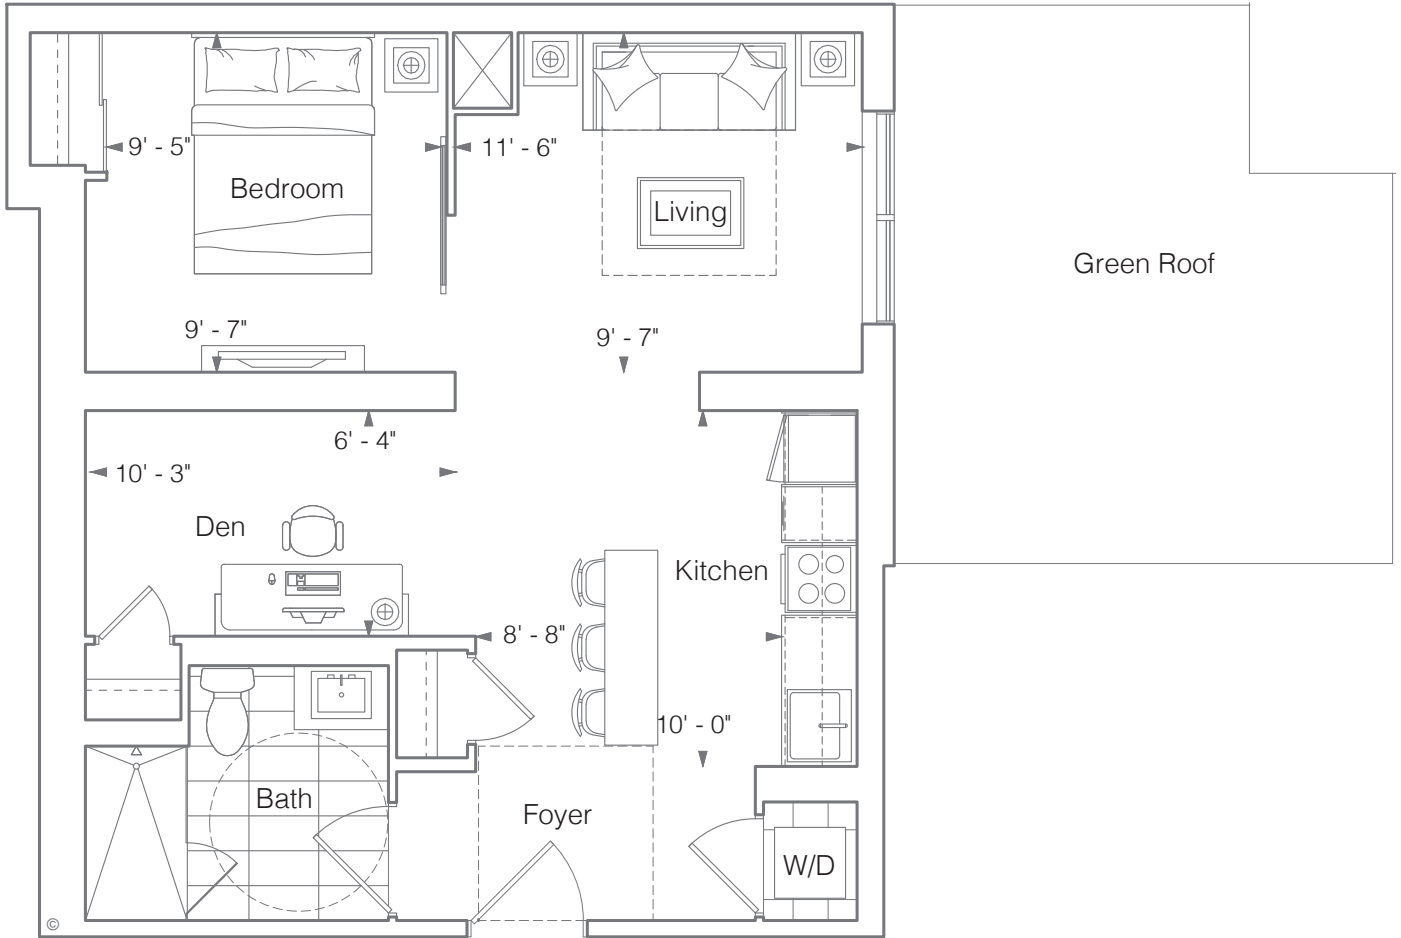 9' - 5"
11' - 6"
Bedroom
Living
Green Roof
9' - 7"
9' - 7"
6' - 4"
10' - 3"
Den
Kitchen
8' - 8"
10' - 0"
Bath
Foyer
W/D
©